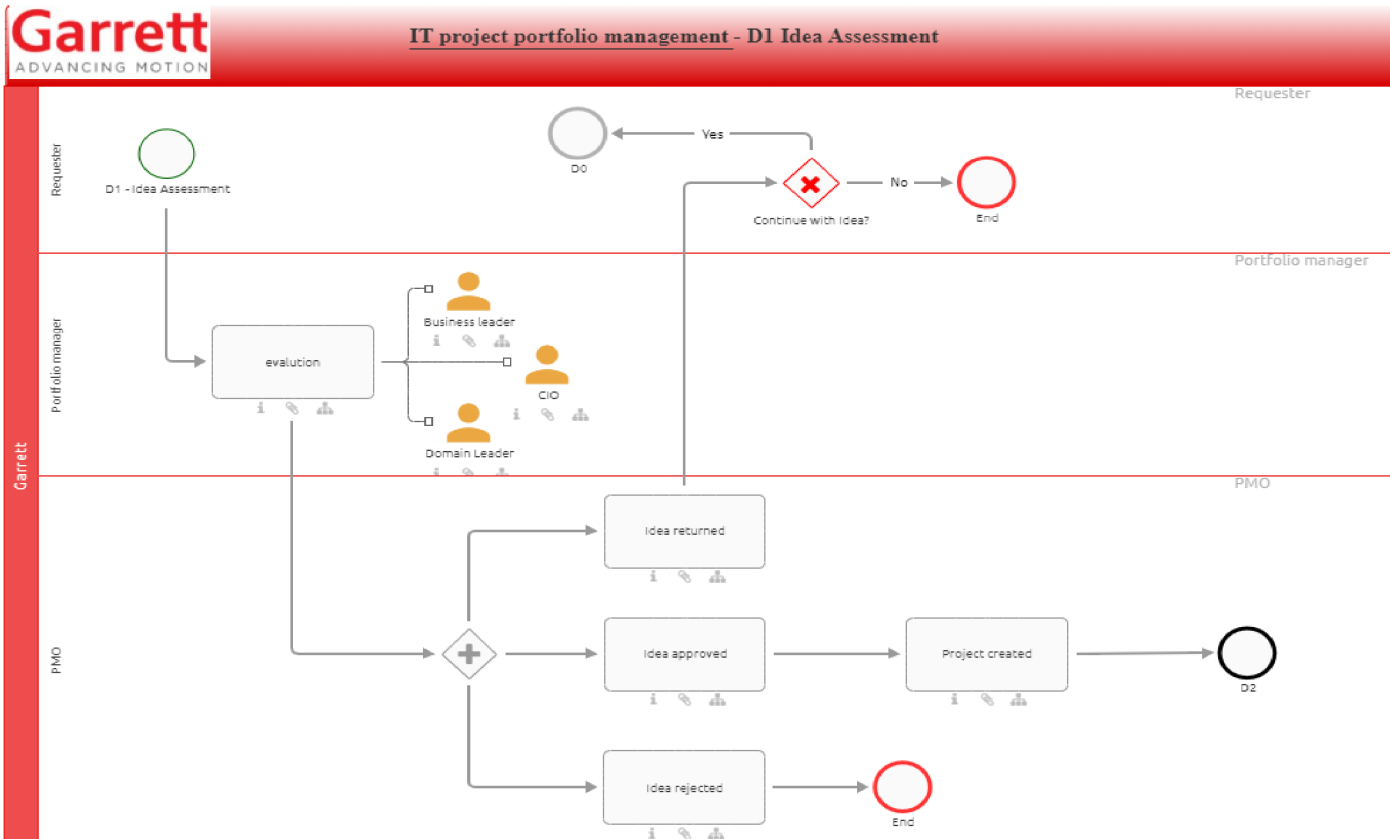 Garrett
ADVANCING MOTION
IT project portfolio management - D1 Idea Assessment
Garrett
Requester
Requester
D1 - Idea Assessment
D0
Yes
Continue with Idea?
No
End
Portfolio manager
Portfolio manager
evalution
Business leader
CIO
Domain Leader
PMO
PMO
Idea returned
Idea approved
Project created
D2
Idea rejected
End